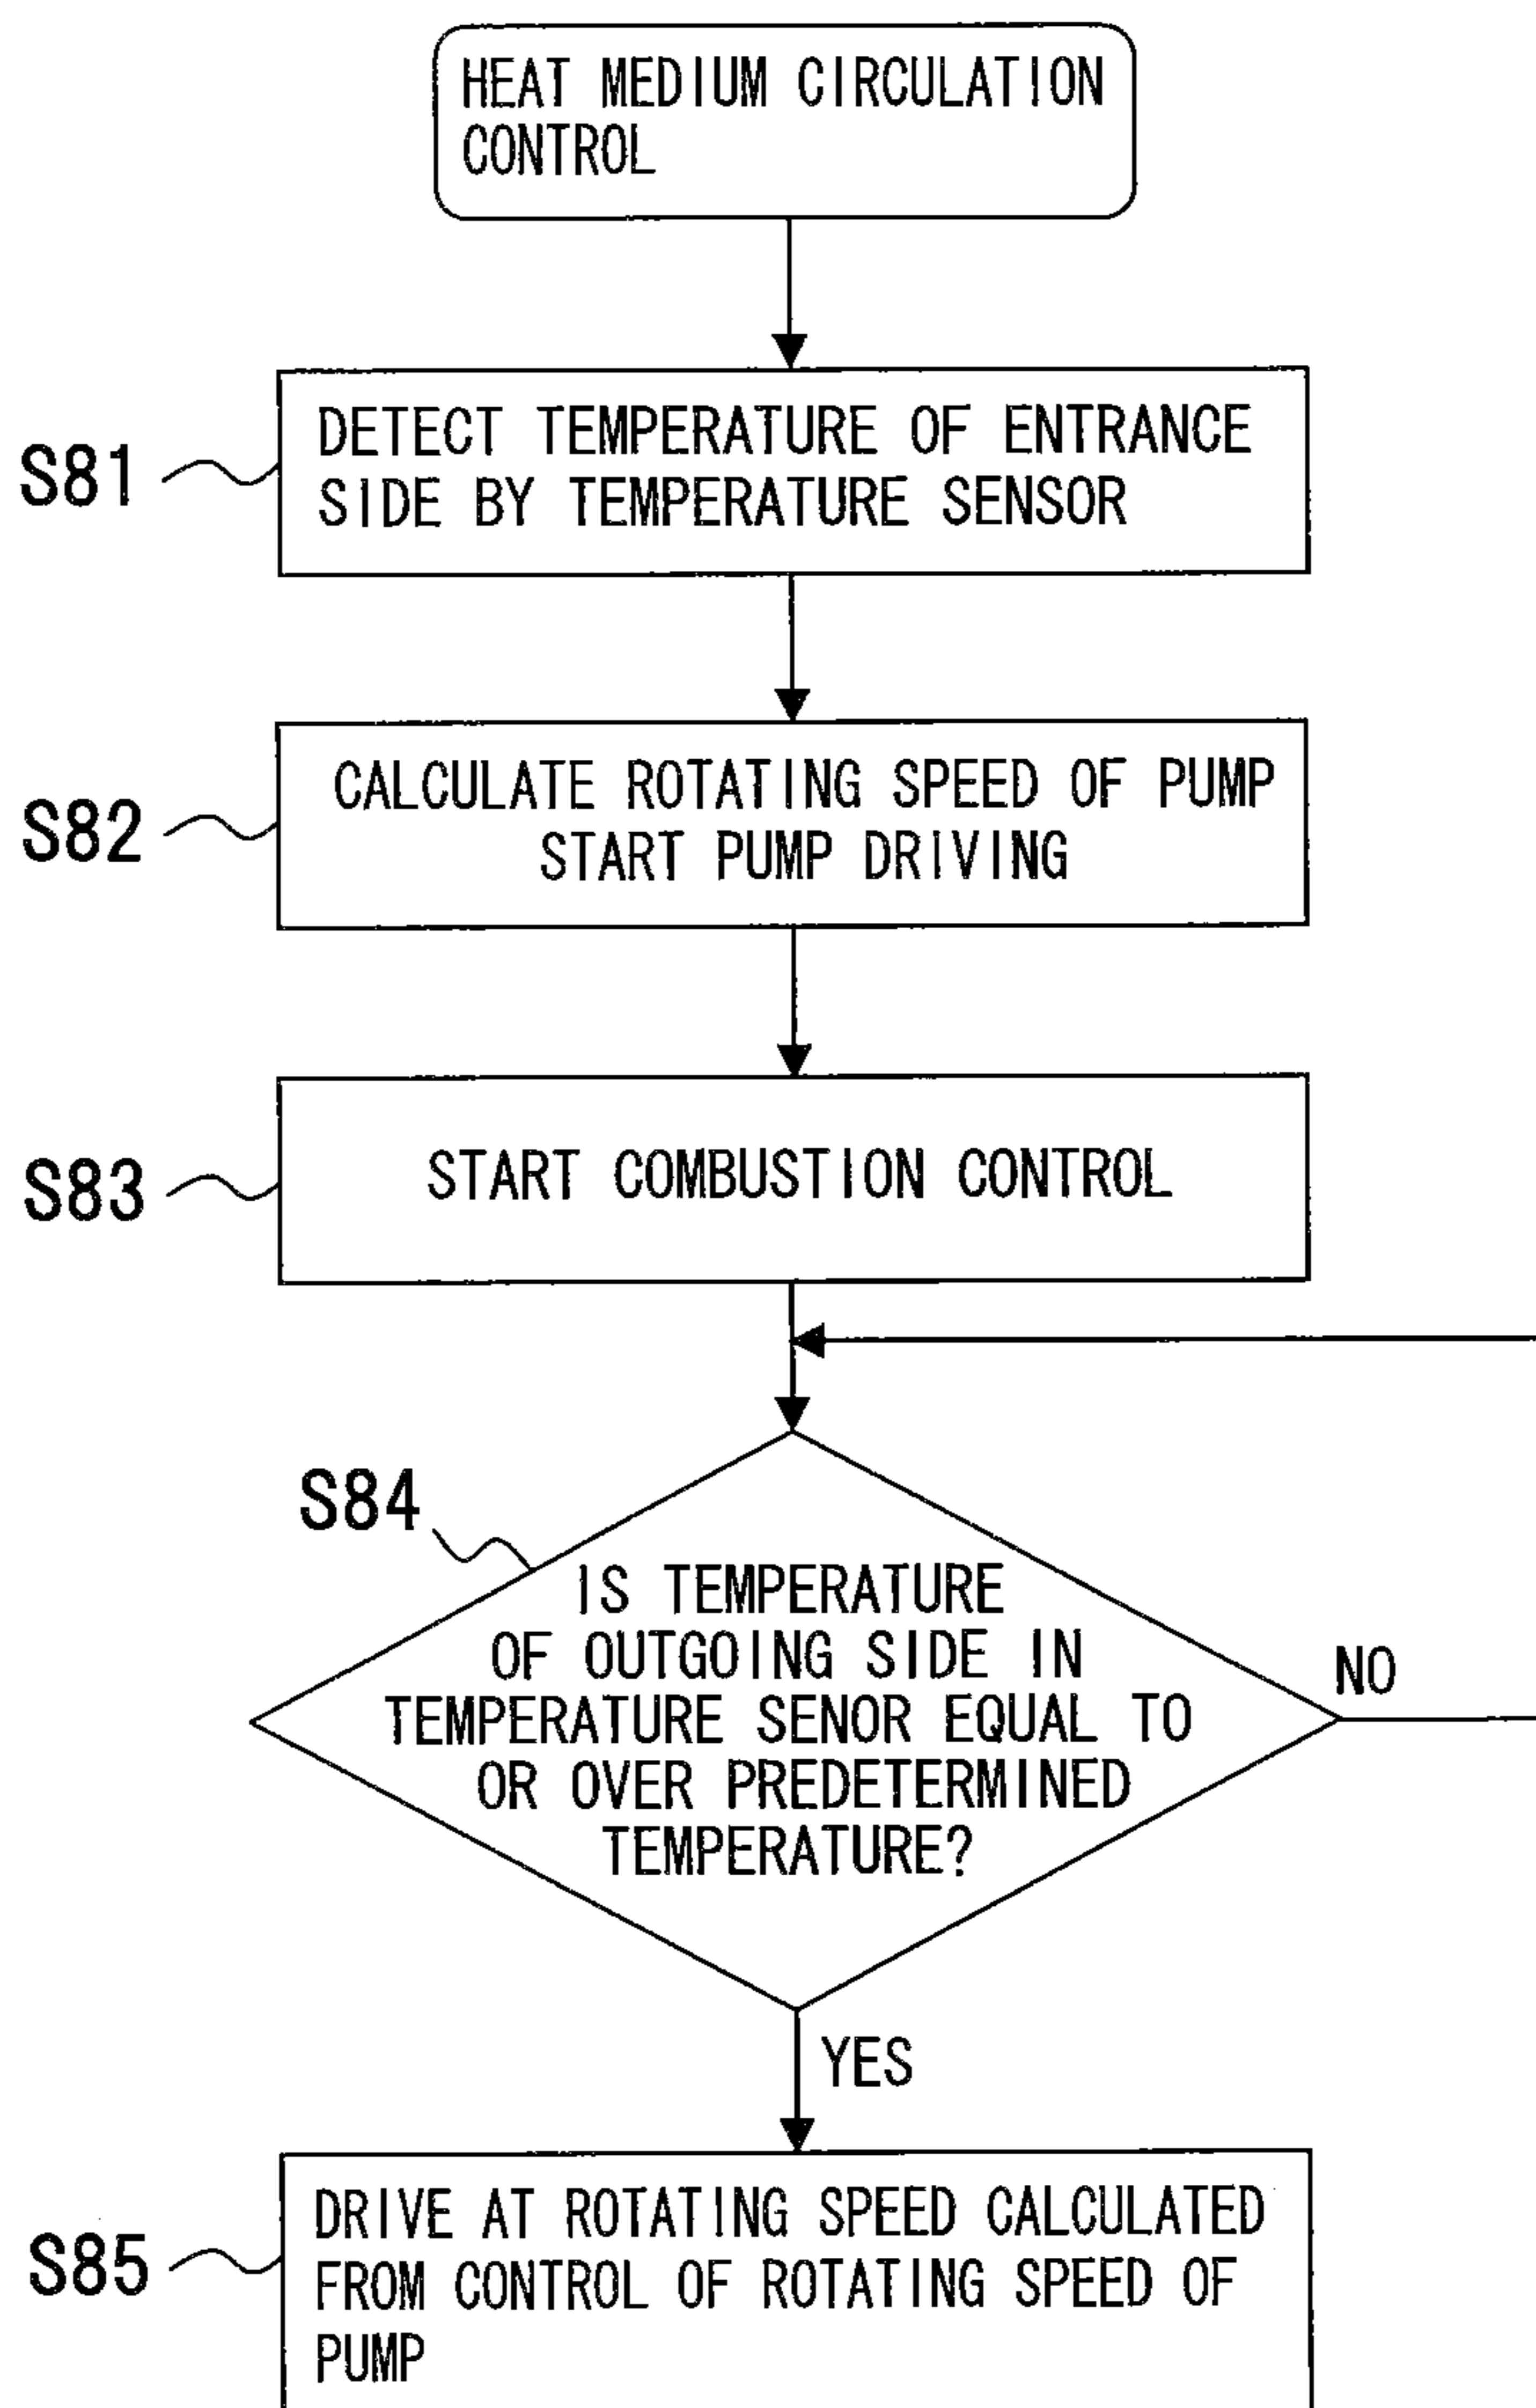 HEAT MEDIUM CIRCULATION
CONTROL
S81
DETECT TEMPERATURE OF ENTRANCE
SIDE BY TEMPERATURE SENSOR
S82
CALCULATE ROTATING SPEED OF PUMP
START PUMP DRIVING
S83
START COMBUSTION CONTROL
S84
IS TEMPERATURE
OF OUTGOING SIDE IN
TEMPERATURE SENOR EQUAL TO
OR OVER PREDETERMINED
TEMPERATURE?
NO
YES
S85
DRIVE AT ROTATING SPEED CALCULATED
FROM CONTROL OF ROTATING SPEED OF
PUMP